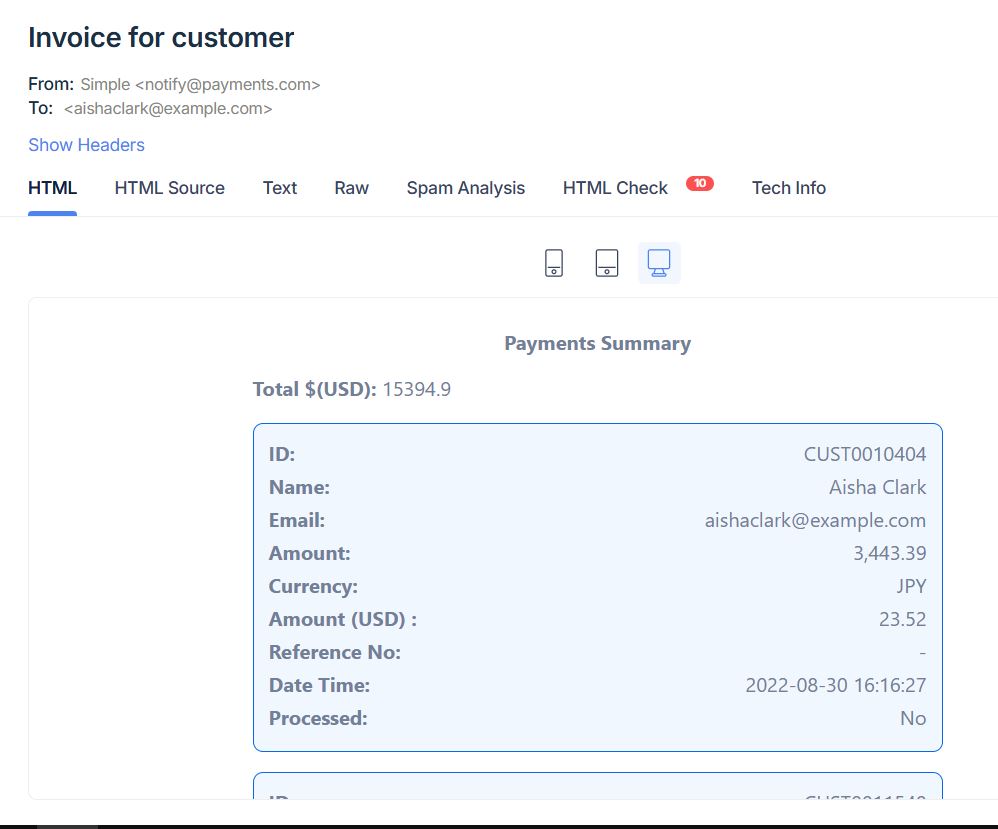 Invoice for customer
From: Simple <notify@payments.com>
To: <aishaclark@example.com>
Show Headers
HTML HTML Source Text Raw Spam Analysis HTML Check 10 Tech Info
Payments Summary
Total $(USD): 15394.9
ID: CUST0010404
Name: Aisha Clark
Email: aishaclark@example.com
Amount: 3,443.39
Currency: JPY
Amount (USD) : 23.52
Reference No: -
Date Time: 2022-08-30 16:16:27
Processed: No